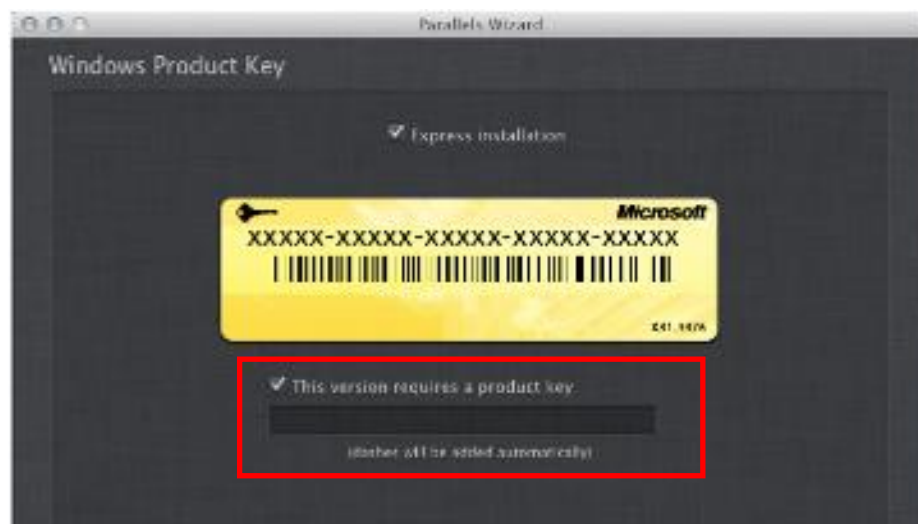 Parallels Wizard
Windows Product Key
Express installation
Microsoft
XXXXX-XXXXX-XXXXX-XXXXX-XXXXX
This version requires a product key
(dashes will be added automatically)